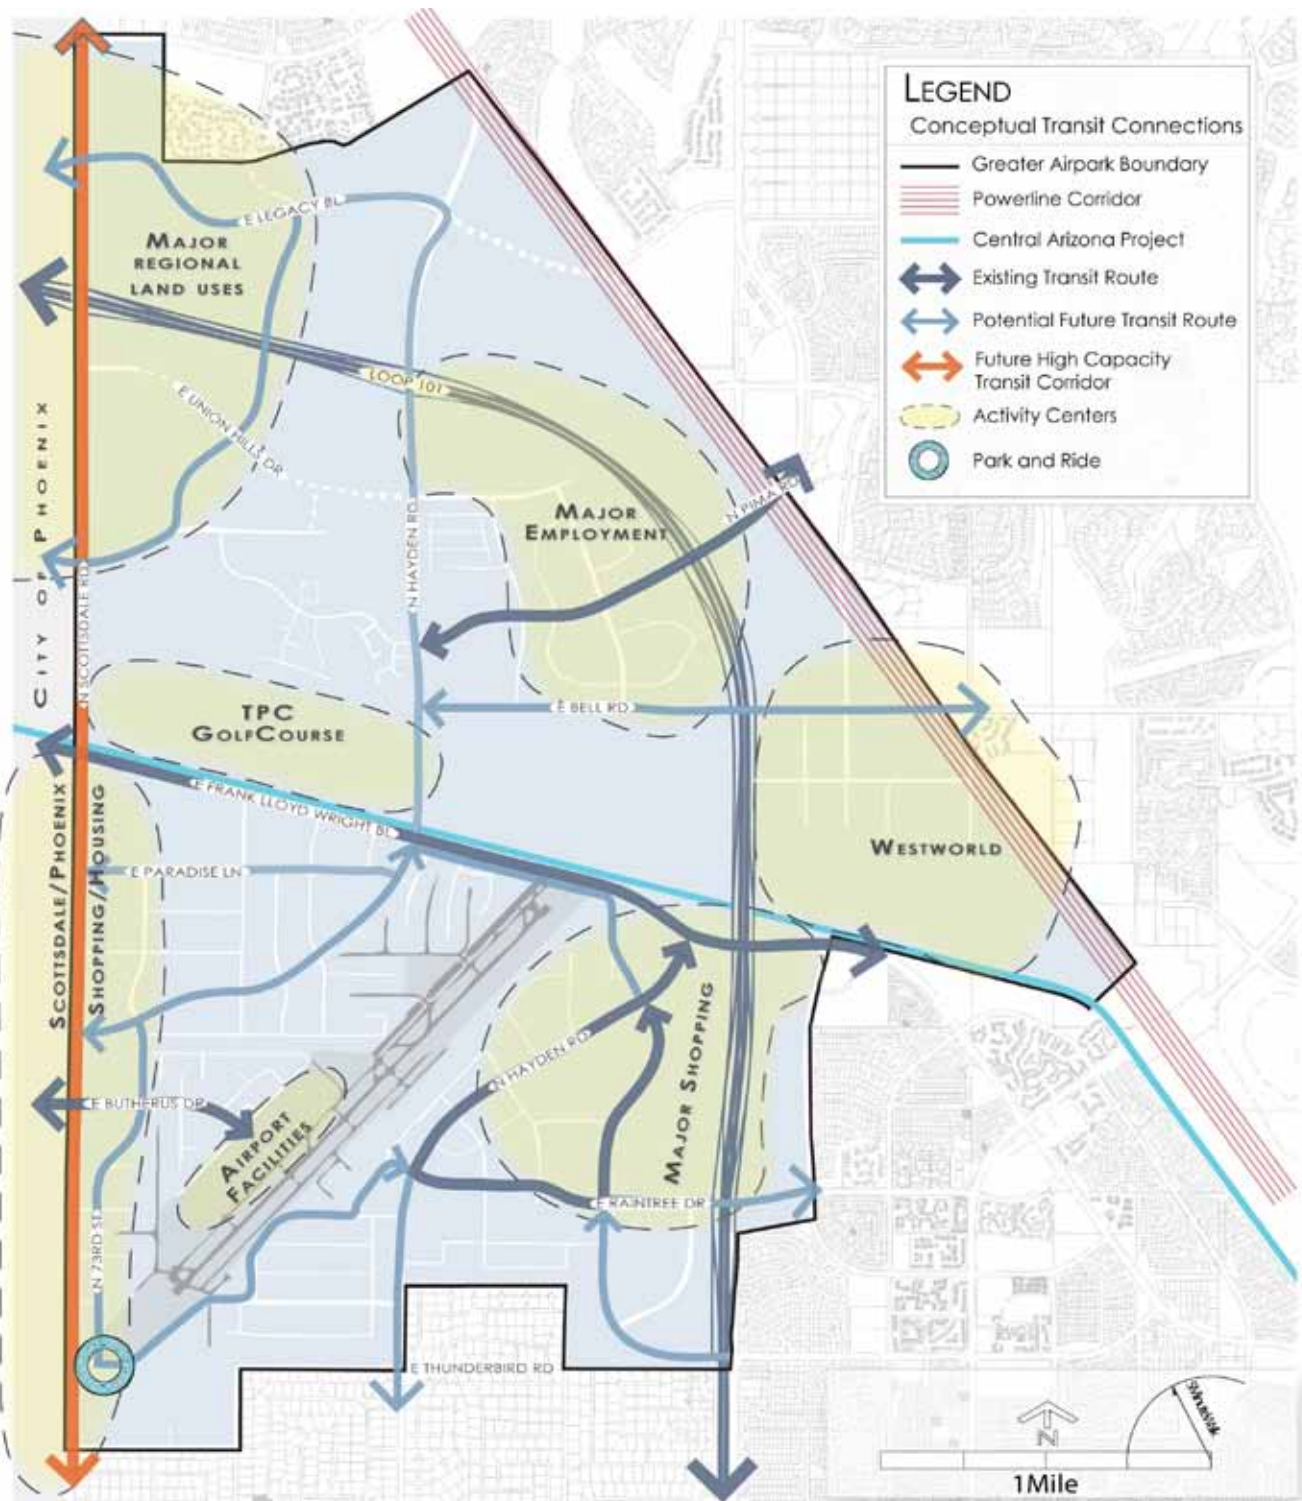 LEGEND
Conceptual Transit Connections
Greater Airpark Boundary
Powerline Corridor
Central Arizona Project
Existing Transit Route
Potential Future Transit Route
Future High Capacity
Transit Corridor
Activity Centers
Park and Ride
E LEGACY BL
MAJOR
REGIONAL
LAND USES
LOOP 101
E UNION HILLS DR
CITY OF PHOENIX
N HAYDEN RD
MAJOR
EMPLOYMENT
N PIMA RD
N SCOTTSDALE RD
TPC
GOLFCOURSE
E BELL RD
E FRANK LLOYD WRIGHT BL
SCOTTSDALE/PHOENIX
SHOPPING/HOUSING
E PARADISE LN
WESTWORLD
N HAYDEN RD
MAJOR SHOPPING
E BUTHERUS DR
AIRPORT
FACILITIES
E RAINTREE DR
N 73RD ST
E THUNDERBIRD RD
N
1Mile